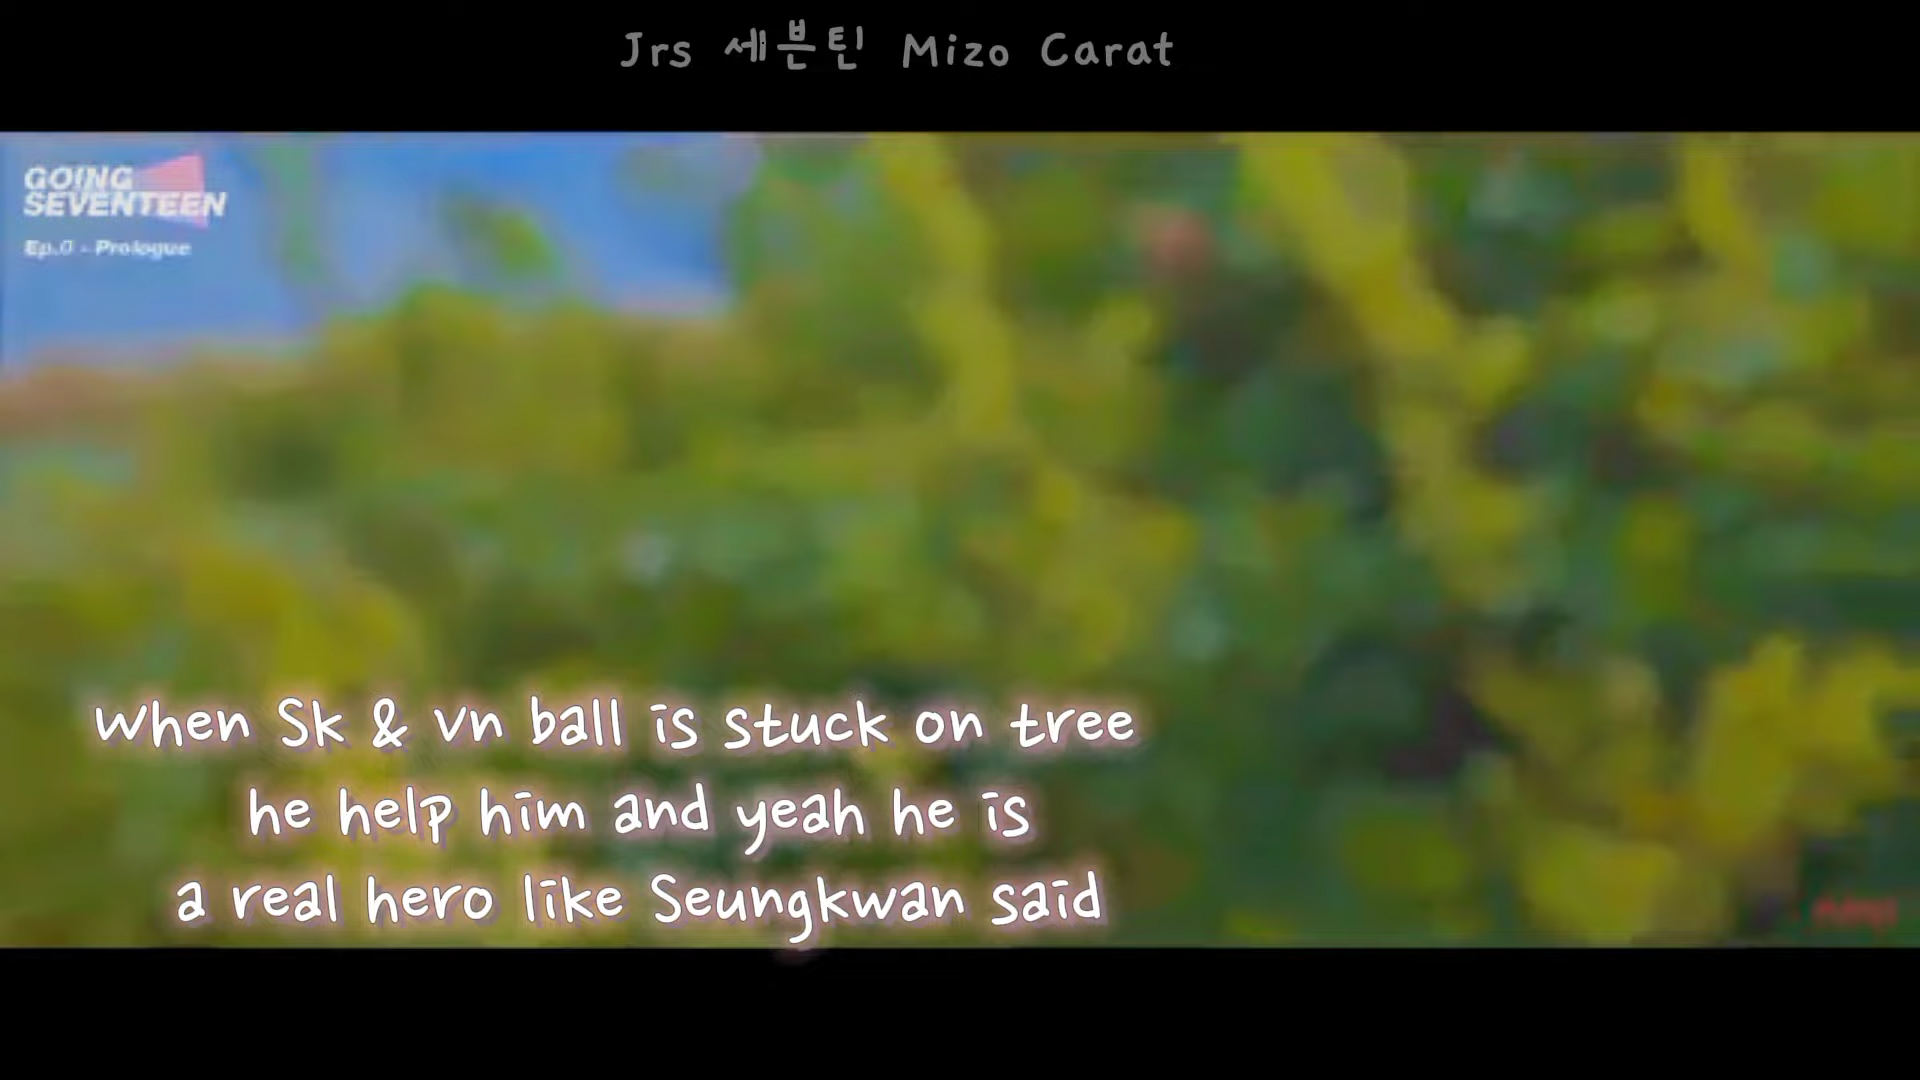 Jrs 세븐틴 Mizo Carat
GOING
SEVENTEEN
Ep.0 - Prologue
When Sk & Vn ball is stuck on tree
he help him and yeah he is
a real hero like Seungkwan said